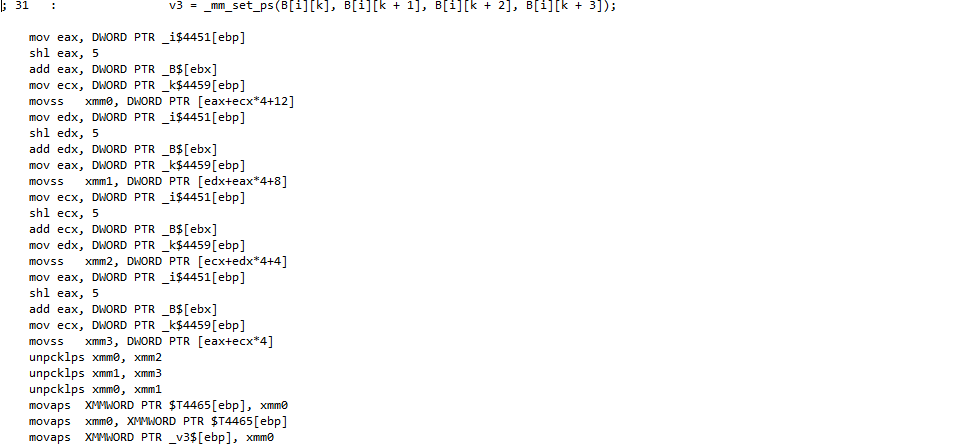 ; 31   :                v3 = _mm_set_ps(B[i][k], B[i][k + 1], B[i][k + 2], B[i][k + 3]);
mov eax, DWORD PTR _i$4451[ebp]
shl eax, 5
add eax, DWORD PTR _B$[ebx]
mov ecx, DWORD PTR _k$4459[ebp]
movss   xmm0, DWORD PTR [eax+ecx*4+12]
mov edx, DWORD PTR _i$4451[ebp]
shl edx, 5
add edx, DWORD PTR _B$[ebx]
mov eax, DWORD PTR _k$4459[ebp]
movss   xmm1, DWORD PTR [edx+eax*4+8]
mov ecx, DWORD PTR _i$4451[ebp]
shl ecx, 5
add ecx, DWORD PTR _B$[ebx]
mov edx, DWORD PTR _k$4459[ebp]
movss   xmm2, DWORD PTR [ecx+edx*4+4]
mov eax, DWORD PTR _i$4451[ebp]
shl eax, 5
add eax, DWORD PTR _B$[ebx]
mov ecx, DWORD PTR _k$4459[ebp]
movss   xmm3, DWORD PTR [eax+ecx*4]
unpcklps xmm0, xmm2
unpcklps xmm1, xmm3
unpcklps xmm0, xmm1
movaps  XMMWORD PTR $T4465[ebp], xmm0
movaps  xmm0, XMMWORD PTR $T4465[ebp]
movaps  XMMWORD PTR _v3$[ebp], xmm0